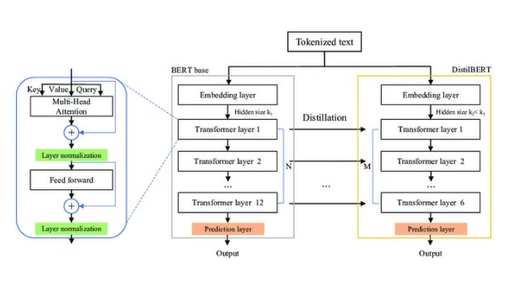 Tokenized text
BERT base
DistilBERT
Key Value Query
Multi-Head
Attention
+
Layer normalization
Feed forward
+
Layer normalization
Embedding layer
Hidden size k₁
Transformer layer 1
Transformer layer 2
...
Transformer layer 12
Prediction layer
Output
N
Distillation
...
M
Embedding layer
Transformer layer 1
Transformer layer 2
...
Transformer layer 6
Prediction layer
Output